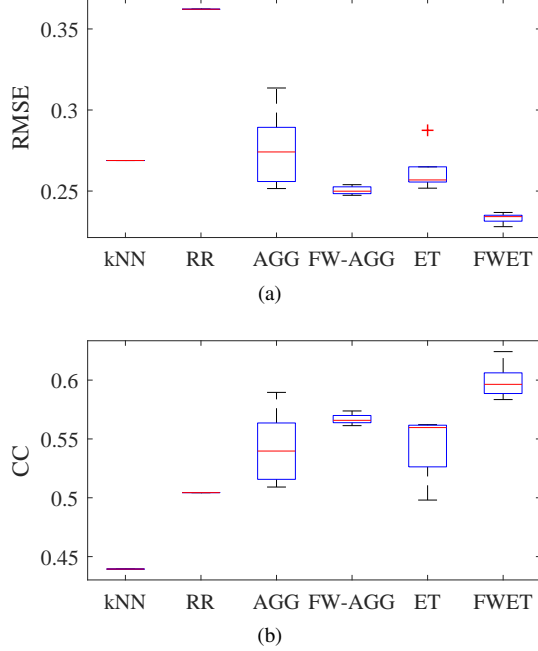 0.35
0.3
0.25
RMSE
kNN RR AGG FW-AGG ET FWET
(a)
0.6
0.55
0.5
0.45
CC
kNN RR AGG FW-AGG ET FWET
(b)